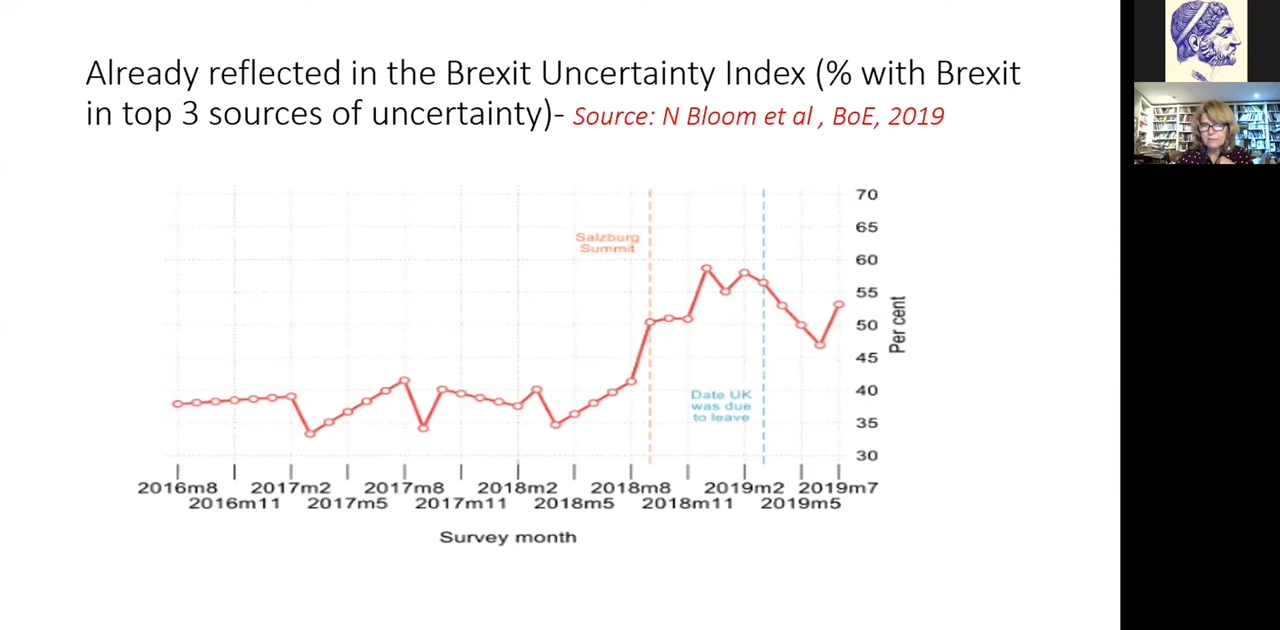 Already reflected in the Brexit Uncertainty Index (% with Brexit
in top 3 sources of uncertainty)- Source: N Bloom et al , BoE, 2019
70
65
Salzburg
Summit
60
55
50
45
Per cent
40
Date UK
was due
to leave
35
30
2016m8 2017m2 2017m8 2018m2 2018m8 2019m2 2019m7
2016m11 2017m5 2017m11 2018m5 2018m11 2019m5
Survey month